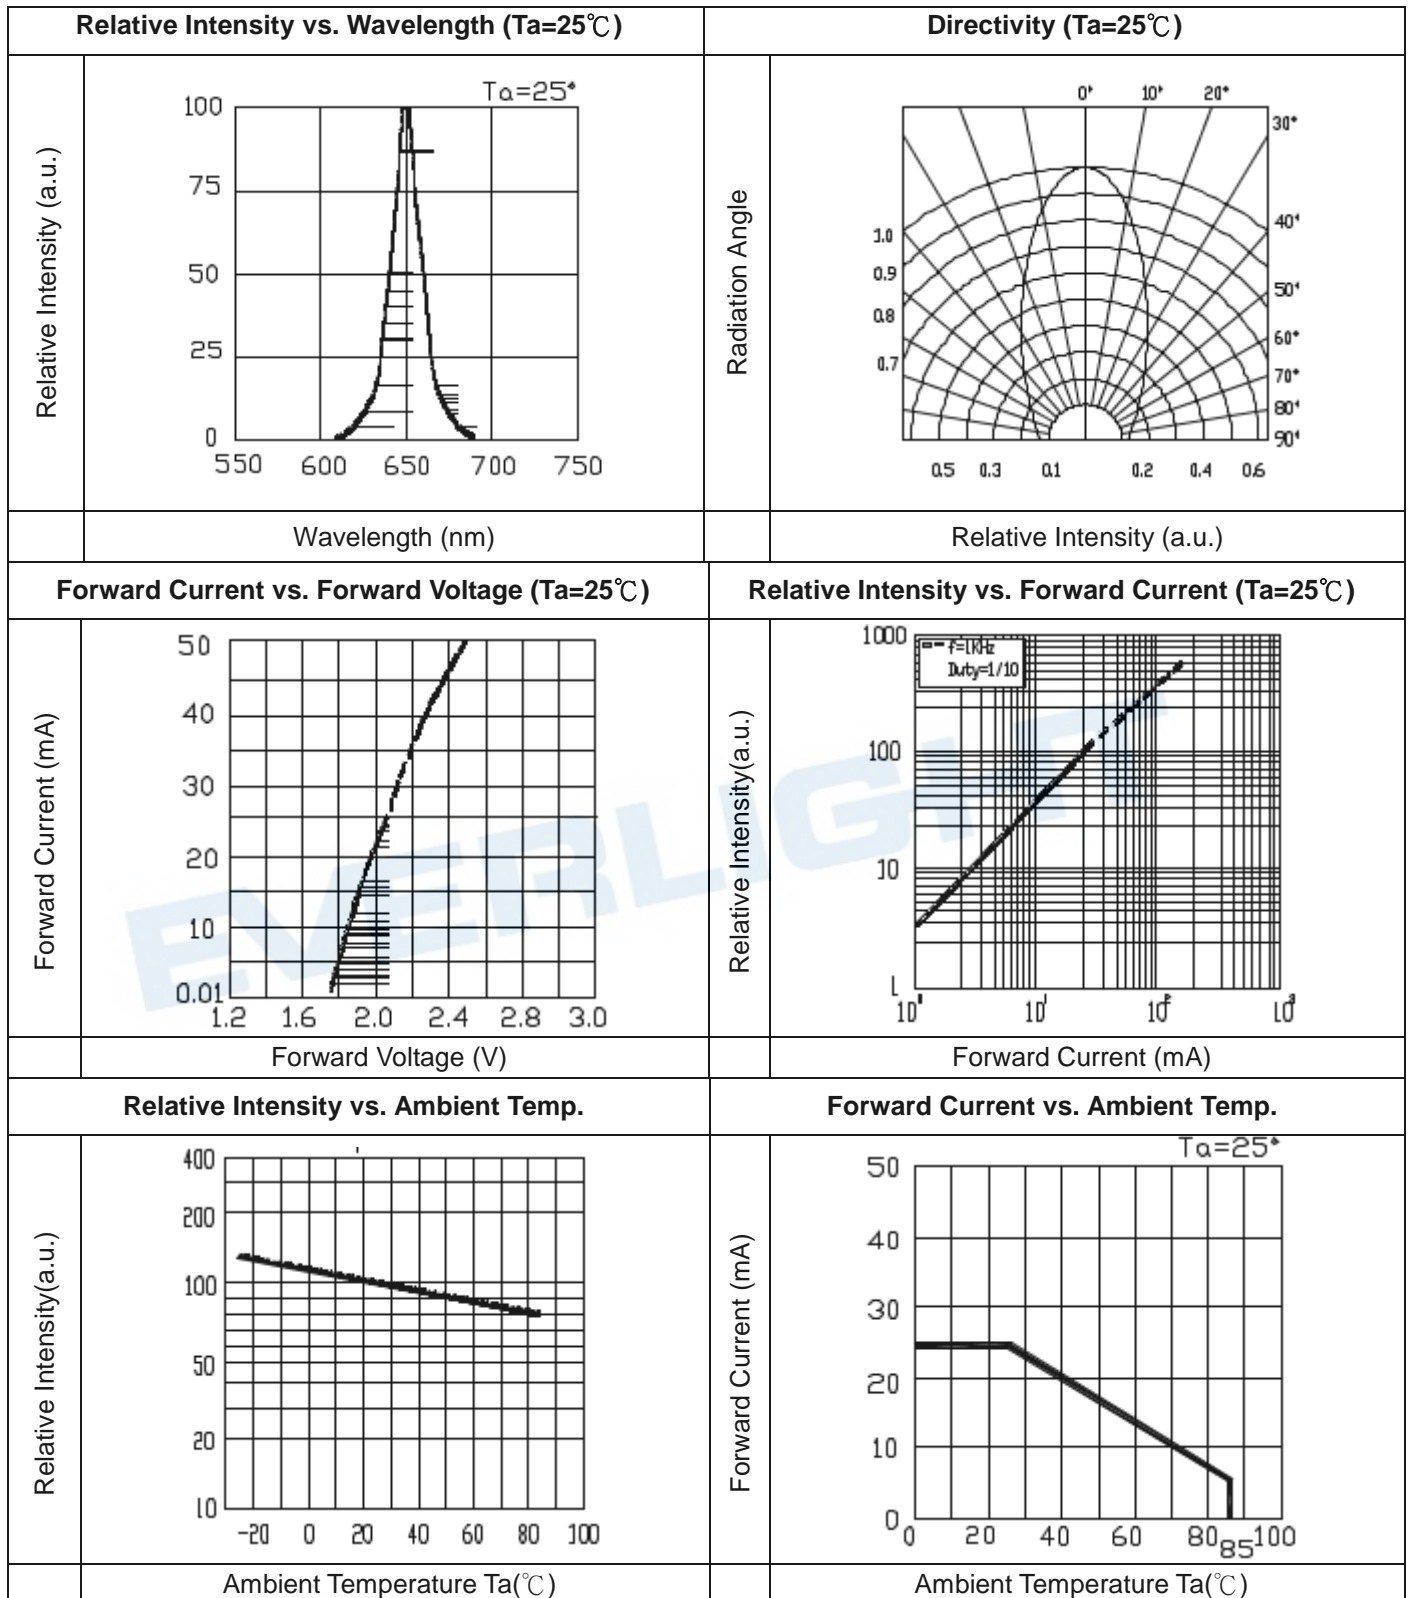 Relative Intensity vs. Wavelength (Ta=25℃)
Directivity (Ta=25℃)
Relative Intensity (a.u.)
Ta=25°
100
75
50
25
0
550 600 650 700 750
Wavelength (nm)
Radiation Angle
0° 10° 20°
30°
40°
50°
60°
70°
80°
90°
1.0
0.9
0.8
0.7
0.5 0.3 0.1 0.2 0.4 0.6
Relative Intensity (a.u.)
Forward Current vs. Forward Voltage (Ta=25℃)
Relative Intensity vs. Forward Current (Ta=25℃)
Forward Current (mA)
50
40
30
20
10
0.01
1.2 1.6 2.0 2.4 2.8 3.0
Forward Voltage (V)
Relative Intensity(a.u.)
f=1KHz
Duty=1/10
1000
100
10
1
10⁰ 10¹ 10² 10³
Forward Current (mA)
EVERLIGHT
Relative Intensity vs. Ambient Temp.
Forward Current vs. Ambient Temp.
Relative Intensity(a.u.)
400
200
100
50
20
10
-20 0 20 40 60 80 100
Ambient Temperature Ta(℃)
Forward Current (mA)
Ta=25°
50
40
30
20
10
0
0 20 40 60 80 85 100
Ambient Temperature Ta(℃)